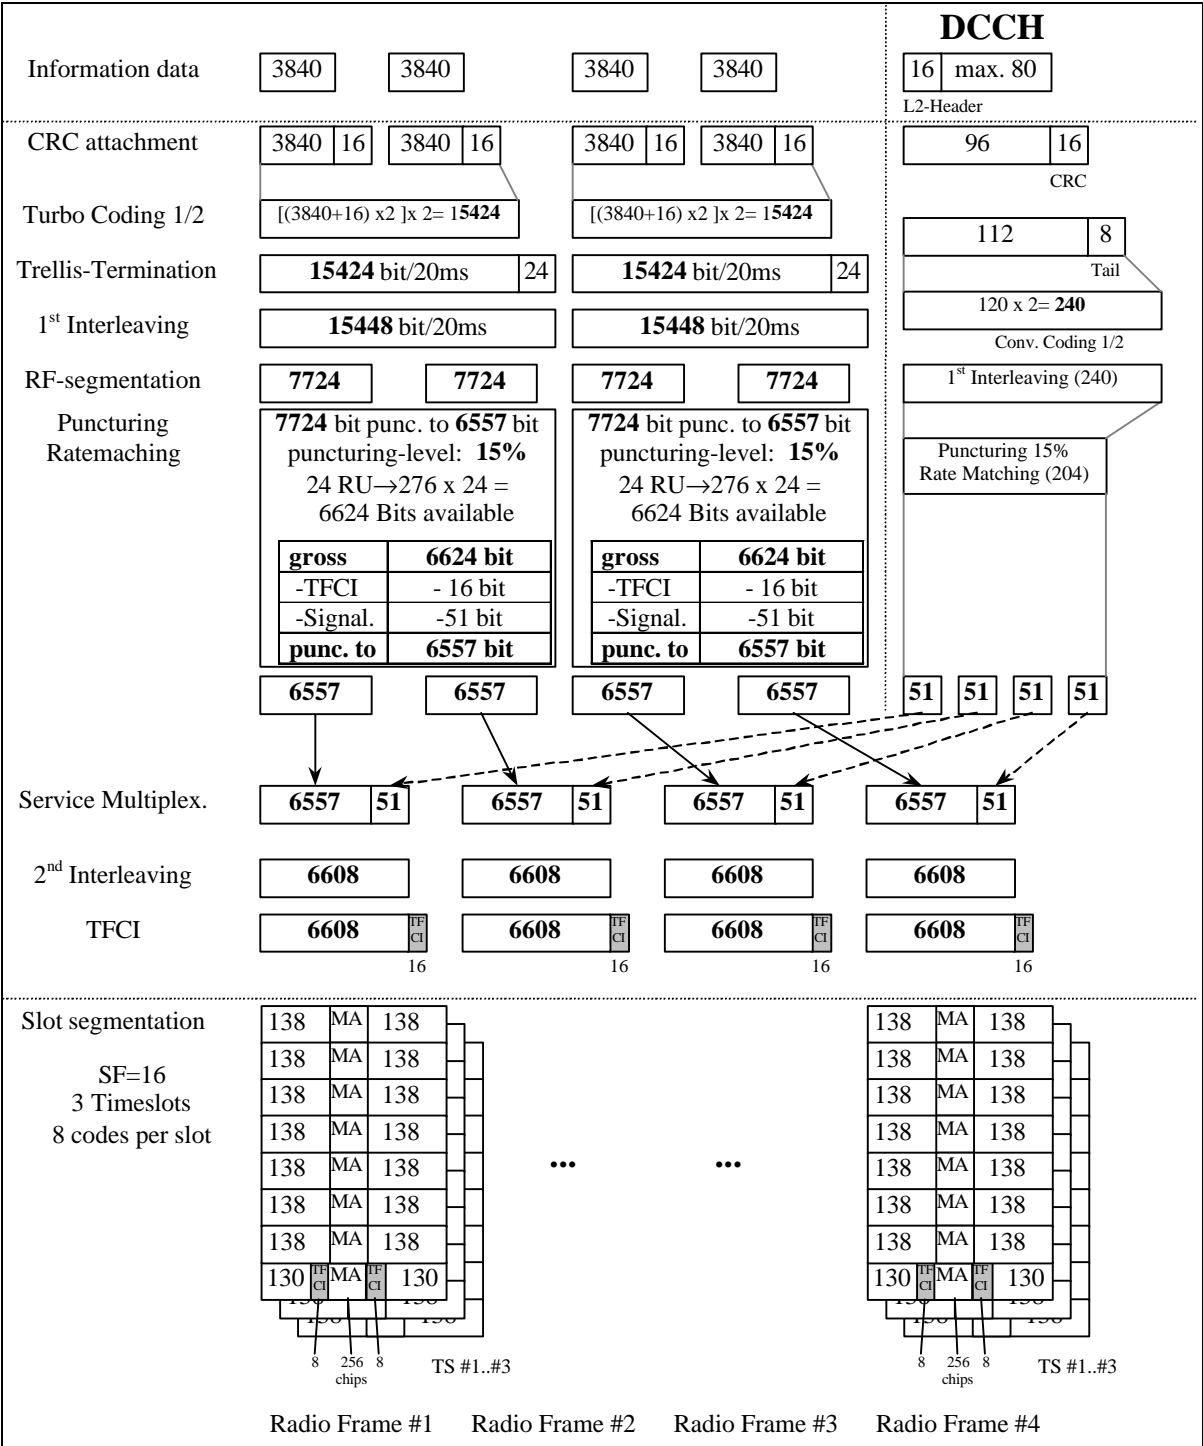 DCCH
Information data 3840 3840 3840 3840 16 max. 80
L2-Header
CRC attachment 3840 16 3840 16 3840 16 3840 16 96 16
CRC
Turbo Coding 1/2 [(3840+16) x2 ]x 2= 15424 [(3840+16) x2 ]x 2= 15424
112 8
Tail
Trellis-Termination 15424 bit/20ms 24 15424 bit/20ms 24
120 x 2= 240
Conv. Coding 1/2
1st Interleaving 15448 bit/20ms 15448 bit/20ms
RF-segmentation 7724 7724 7724 7724 1st Interleaving (240)
Puncturing
Ratemaching
7724 bit punc. to 6557 bit
puncturing-level: 15%
24 RU→276 x 24 =
6624 Bits available
gross 6624 bit
-TFCI - 16 bit
-Signal. -51 bit
punc. to 6557 bit
7724 bit punc. to 6557 bit
puncturing-level: 15%
24 RU→276 x 24 =
6624 Bits available
gross 6624 bit
-TFCI - 16 bit
-Signal. -51 bit
punc. to 6557 bit
Puncturing 15%
Rate Matching (204)
6557 6557 6557 6557 51 51 51 51
Service Multiplex. 6557 51 6557 51 6557 51 6557 51
2nd Interleaving 6608 6608 6608 6608
TFCI 6608 TF CI 6608 TF CI 6608 TF CI 6608 TF CI
16 16 16 16
Slot segmentation
SF=16
3 Timeslots
8 codes per slot
138 MA 138 138 MA 138
138 MA 138 138 MA 138
138 MA 138 138 MA 138
138 MA 138 138 MA 138
... ...
138 MA 138 138 MA 138
138 MA 138 138 MA 138
138 MA 138 138 MA 138
130 TF CI MA TF CI 130 130 TF CI MA TF CI 130
8 256 chips 8 TS #1..#3 8 256 chips 8 TS #1..#3
Radio Frame #1 Radio Frame #2 Radio Frame #3 Radio Frame #4